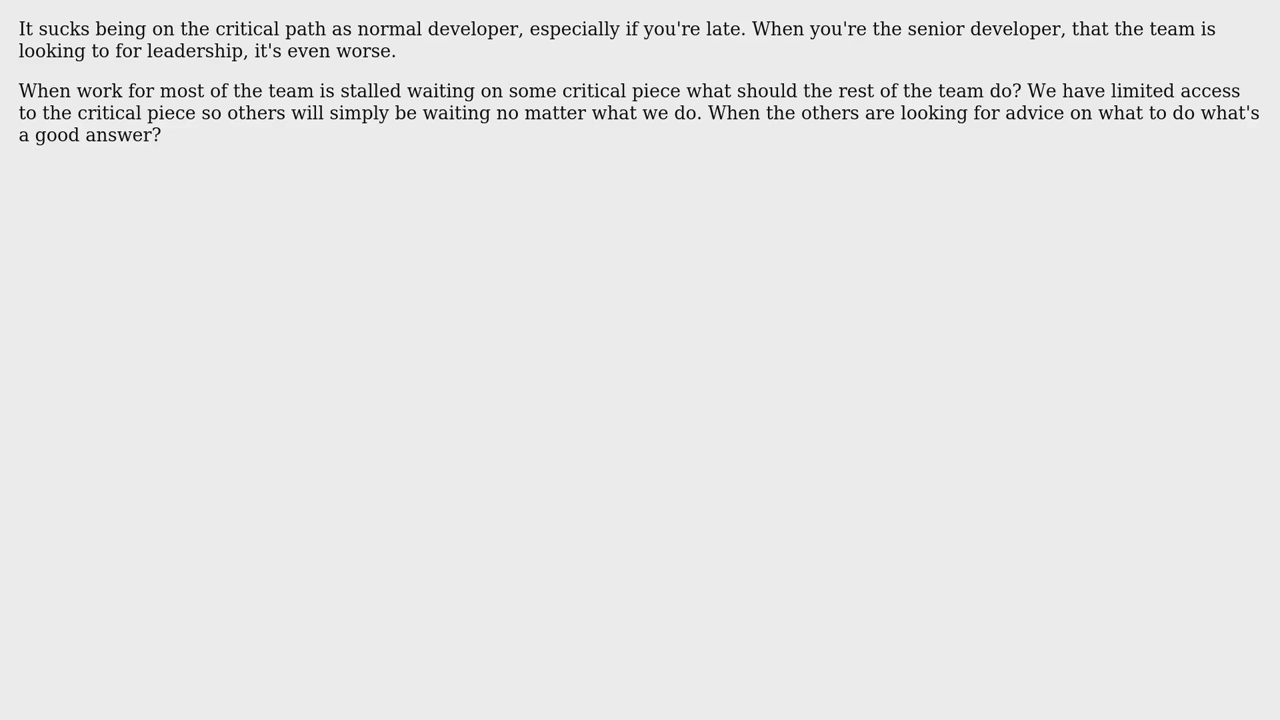 It sucks being on the critical path as normal developer, especially if you're late. When you're the senior developer, that the team is
looking to for leadership, it's even worse.
When work for most of the team is stalled waiting on some critical piece what should the rest of the team do? We have limited access
to the critical piece so others will simply be waiting no matter what we do. When the others are looking for advice on what to do what's
a good answer?